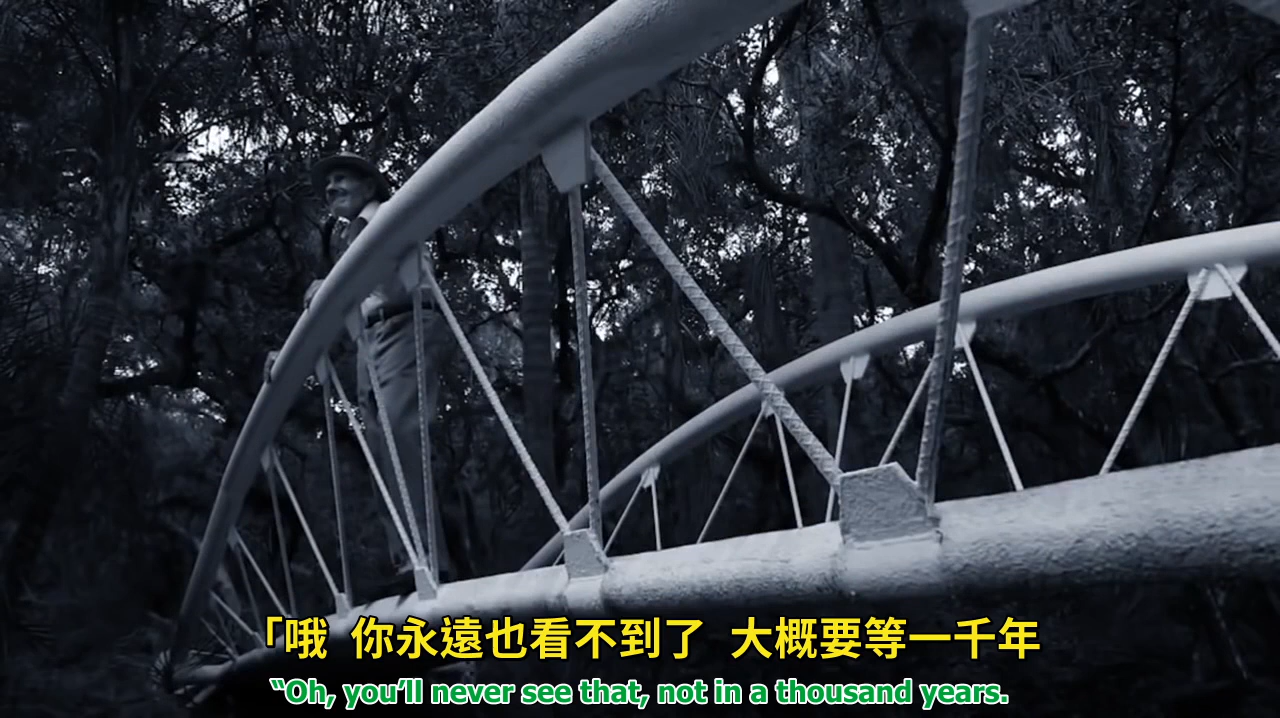 「哦 你永遠也看不到了 大概要等一千年
“Oh, you’ll never see that, not in a thousand years.